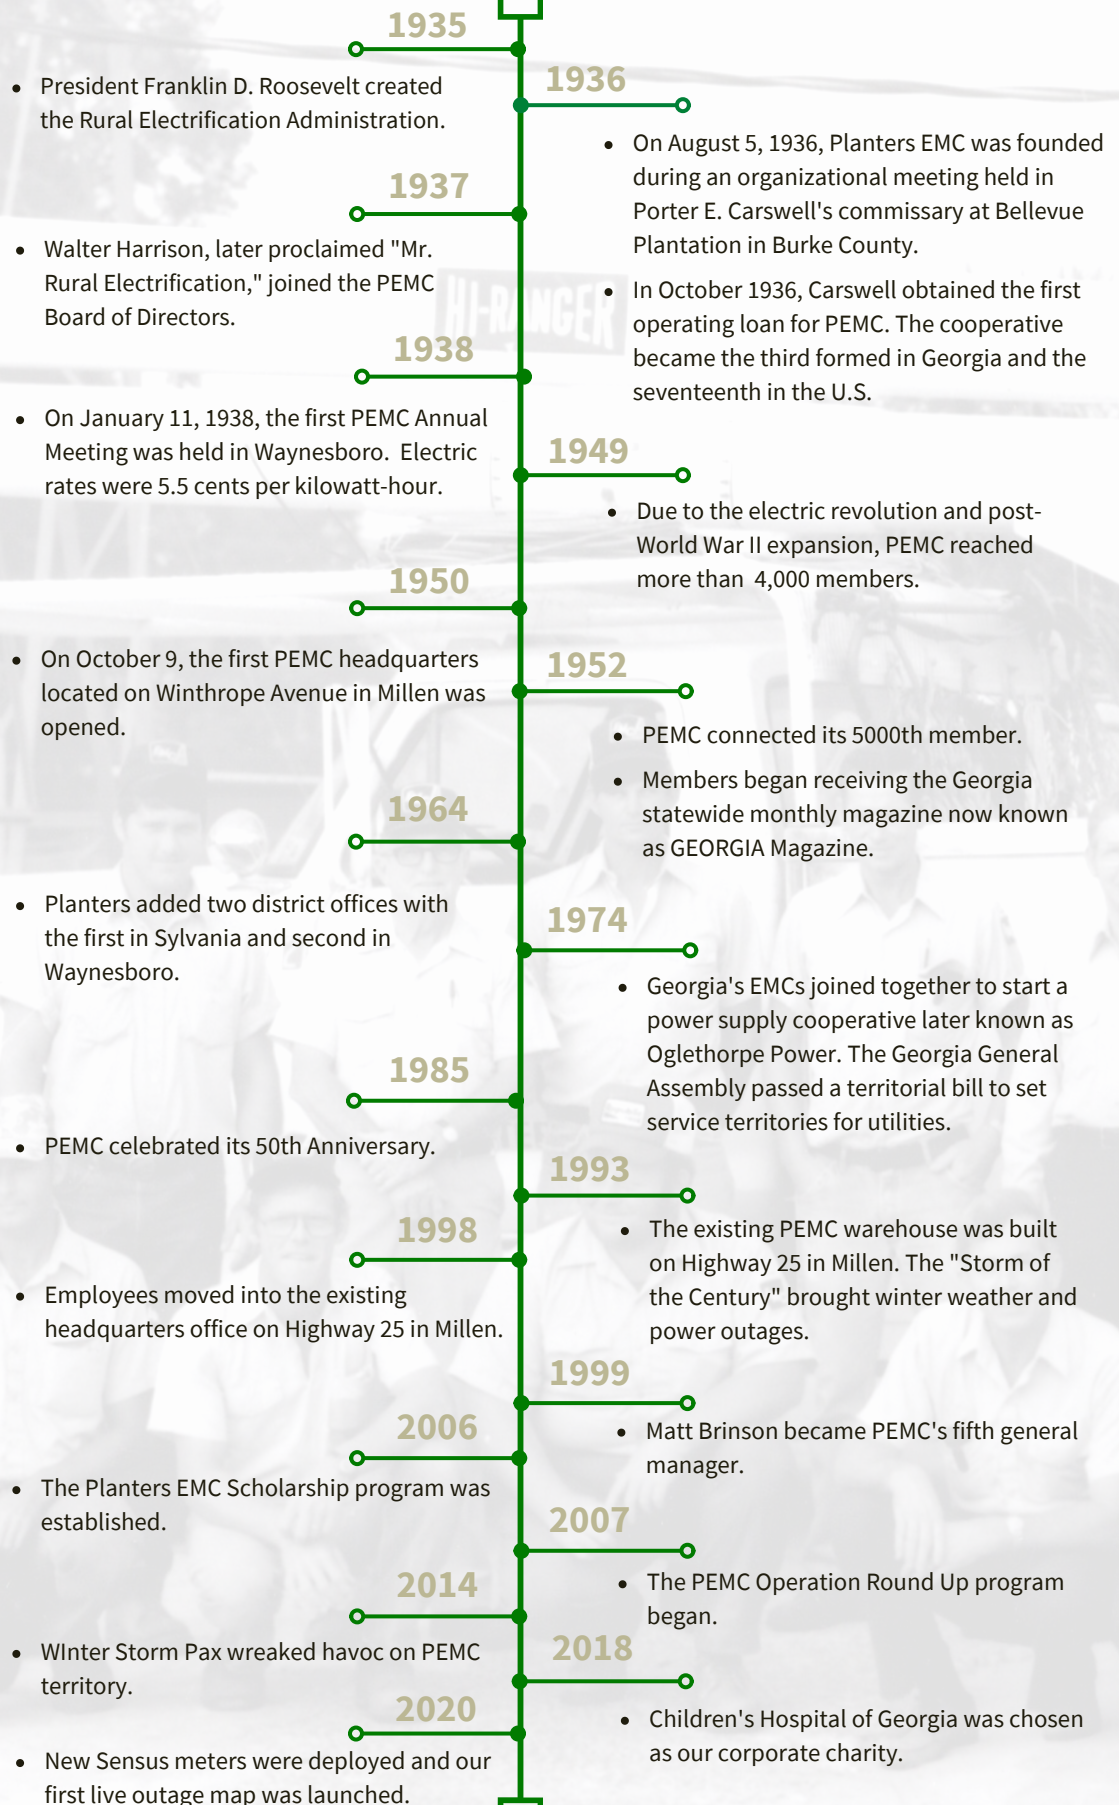 1935
• President Franklin D. Roosevelt created
the Rural Electrification Administration.
1936
• On August 5, 1936, Planters EMC was founded
during an organizational meeting held in
Porter E. Carswell's commissary at Bellevue
Plantation in Burke County.
• In October 1936, Carswell obtained the first
operating loan for PEMC. The cooperative
became the third formed in Georgia and the
seventeenth in the U.S.
1937
• Walter Harrison, later proclaimed "Mr.
Rural Electrification," joined the PEMC
Board of Directors.
HI-RANGER
1938
• On January 11, 1938, the first PEMC Annual
Meeting was held in Waynesboro.  Electric
rates were 5.5 cents per kilowatt-hour.
1949
• Due to the electric revolution and post-
World War II expansion, PEMC reached
more than  4,000 members.
1950
• On October 9, the first PEMC headquarters
located on Winthrope Avenue in Millen was
opened.
1952
• PEMC connected its 5000th member.
• Members began receiving the Georgia
statewide monthly magazine now known
as GEORGIA Magazine.
1964
• Planters added two district offices with
the first in Sylvania and second in
Waynesboro.
1974
• Georgia's EMCs joined together to start a
power supply cooperative later known as
Oglethorpe Power. The Georgia General
Assembly passed a territorial bill to set
service territories for utilities.
1985
• PEMC celebrated its 50th Anniversary.
1993
• The existing PEMC warehouse was built
on Highway 25 in Millen. The "Storm of
the Century" brought winter weather and
power outages.
1998
• Employees moved into the existing
headquarters office on Highway 25 in Millen.
1999
• Matt Brinson became PEMC's fifth general
manager.
2006
• The Planters EMC Scholarship program was
established.
2007
• The PEMC Operation Round Up program
began.
2014
• WInter Storm Pax wreaked havoc on PEMC
territory.
2018
• Children's Hospital of Georgia was chosen
as our corporate charity.
2020
• New Sensus meters were deployed and our
first live outage map was launched.